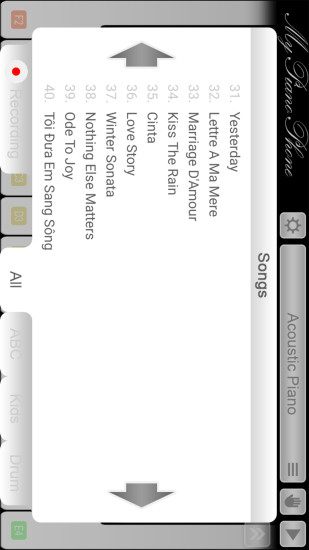 My Piano Phone
Acoustic Piano
Songs
31. Yesterday
32. Lettre A Ma Mere
33. Marriage D'Amour
34. Kiss The Rain
35. Cinta
36. Love Story
37. Winter Sonata
38. Nothing Else Matters
39. Ode To Joy
40. Tôi Đưa Em Sang Sông
Recording
All
ABC
Kids
Drum
F2
D3
E4